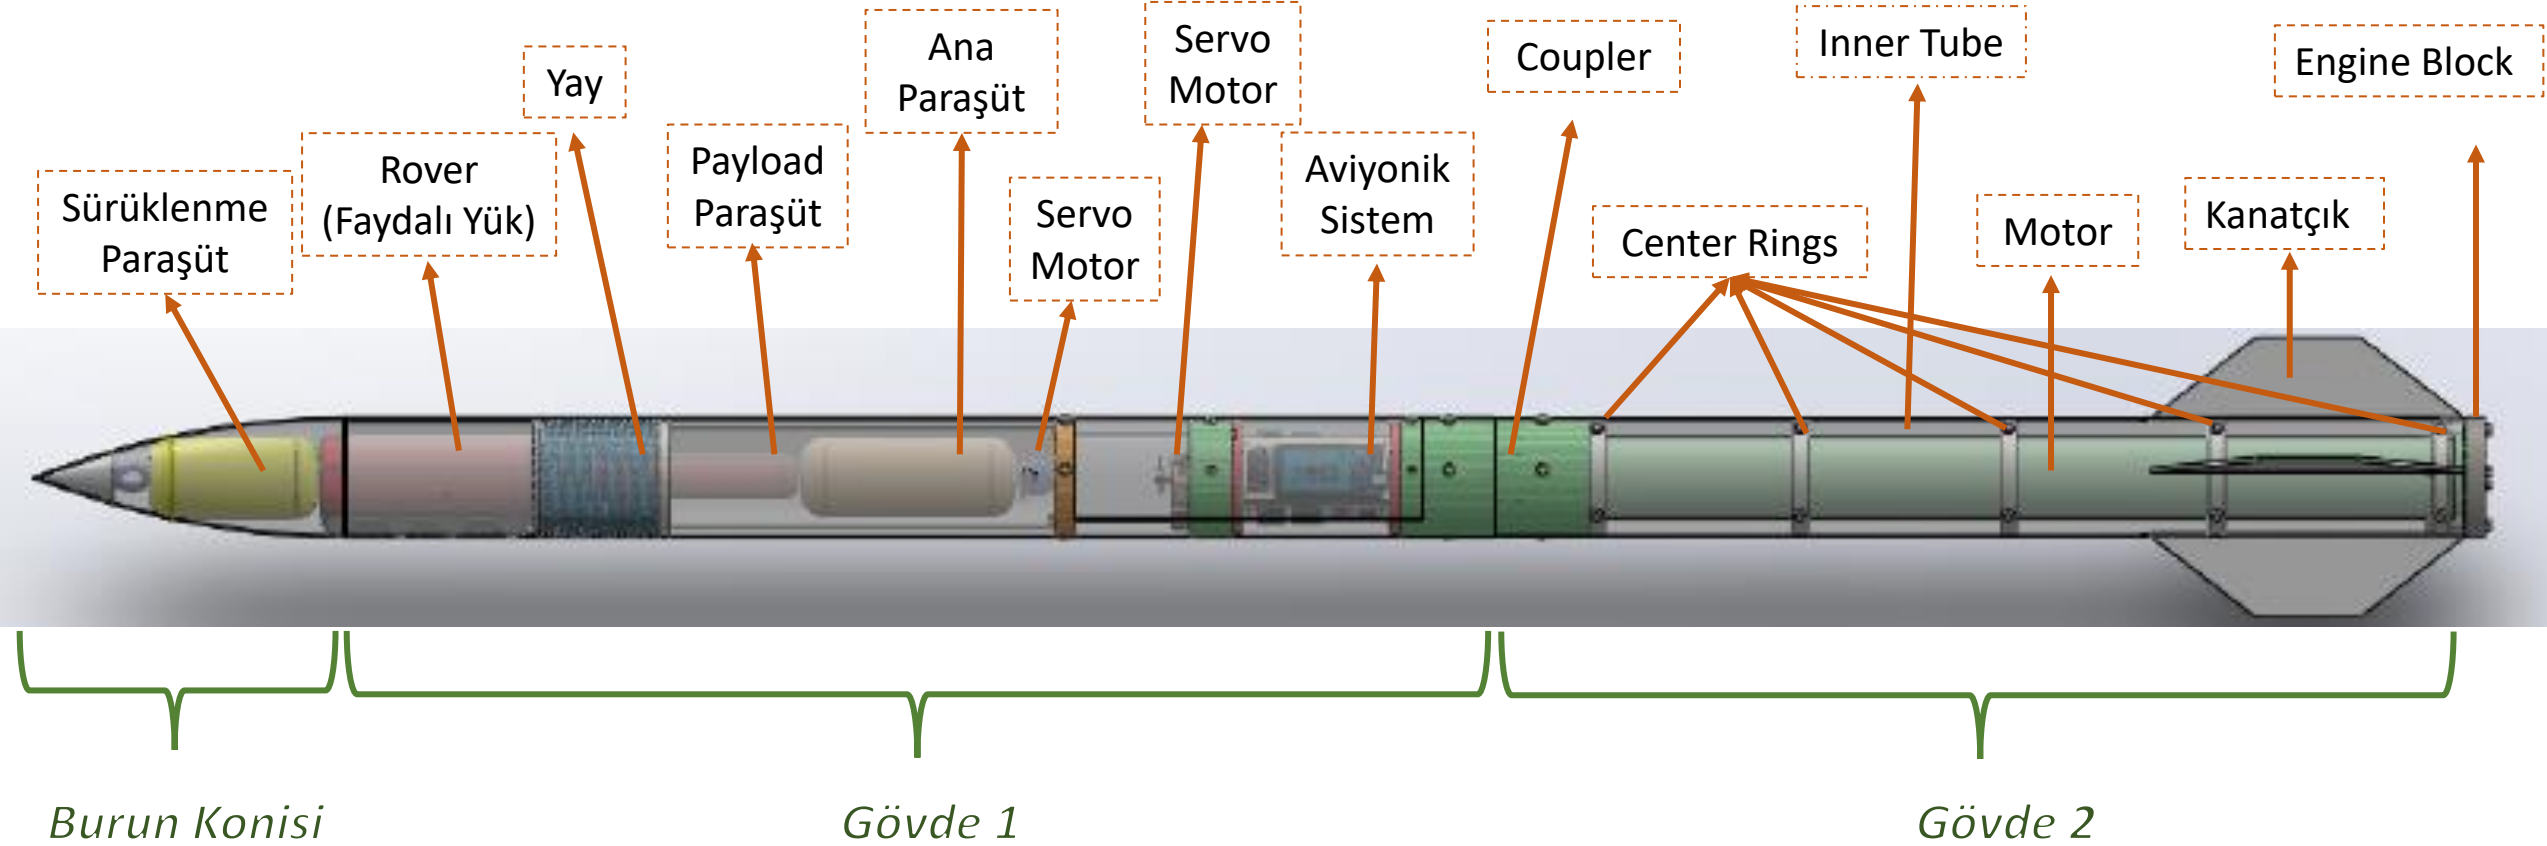 Sürüklenme
Paraşüt
Rover
(Faydalı Yük)
Yay
Payload
Paraşüt
Ana
Paraşüt
Servo
Motor
Servo
Motor
Aviyonik
Sistem
Coupler
Center Rings
Inner Tube
Motor
Kanatçık
Engine Block
Burun Konisi
Gövde 1
Gövde 2